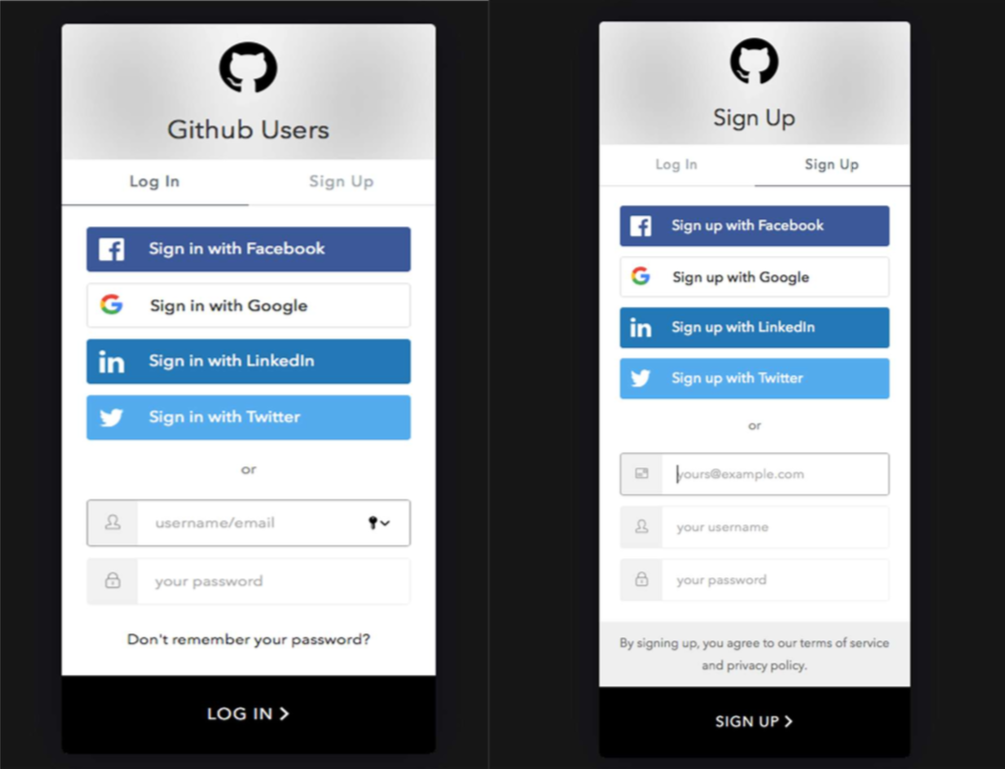 Github Users
Log In
Sign Up
Sign in with Facebook
Sign in with Google
in
Sign in with LinkedIn
Sign in with Twitter
or
username/email
your password
Don't remember your password?
LOG IN
Sign Up
Log In
Sign Up
Sign up with Facebook
Sign up with Google
in
Sign up with LinkedIn
Sign up with Twitter
or
yours@example.com
your username
your password
By signing up, you agree to our terms of service
and privacy policy.
SIGN UP